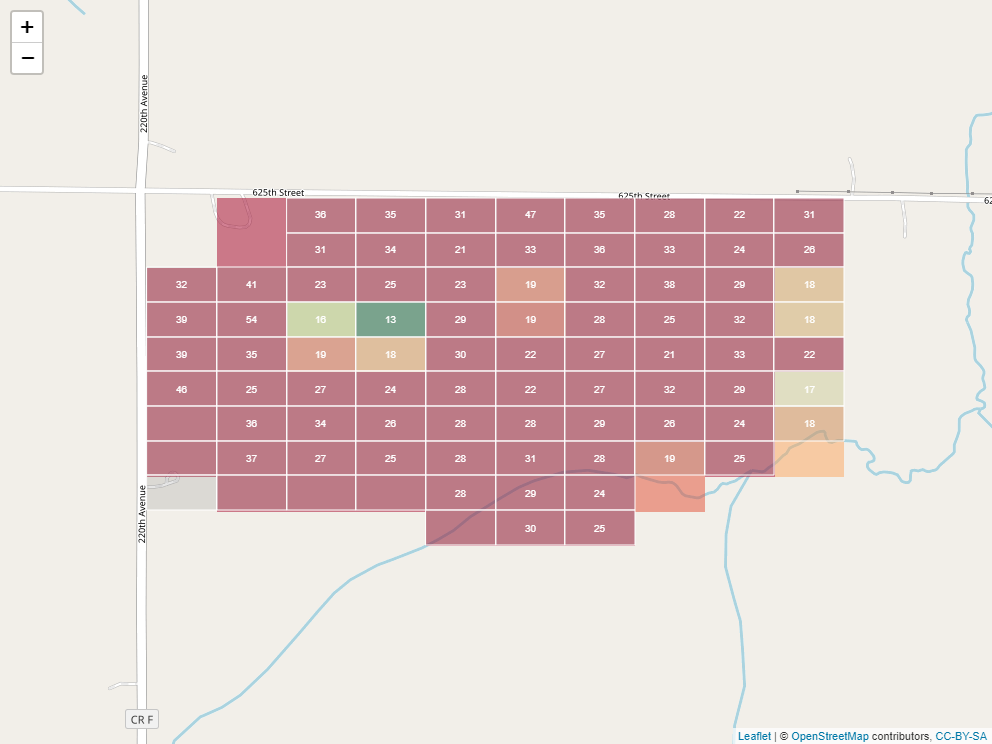 +
−
220th Avenue
625th Street
625th Street
62
36 35 31 47 35 28 22 31
31 34 21 33 36 33 24 26
32 41 23 25 23 19 32 38 29 18
39 54 16 13 29 19 28 25 32 18
39 35 19 18 30 22 27 21 33 22
46 25 27 24 28 22 27 32 29 17
36 34 26 28 28 29 26 24 18
37 27 25 28 31 28 19 25
28 29 24
30 25
220th Avenue
CR F
Leaflet | © OpenStreetMap contributors, CC-BY-SA